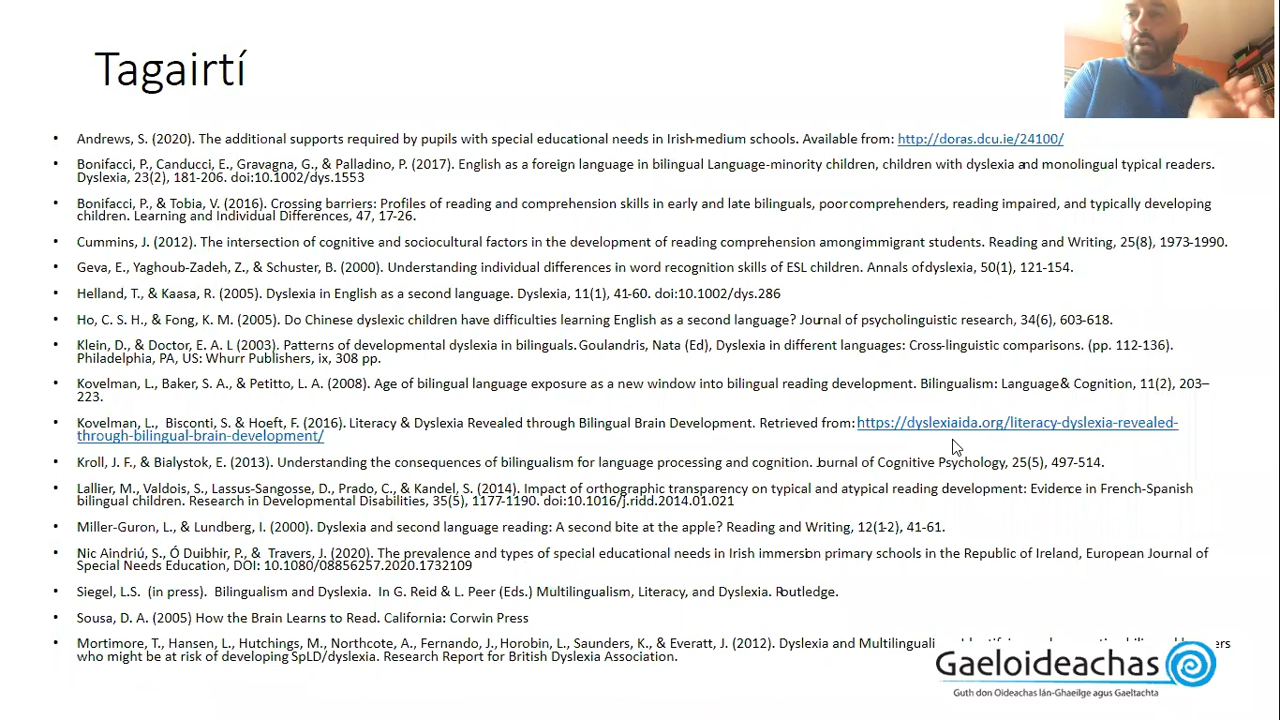 Tagairtí
• Andrews, S. (2020). The additional supports required by pupils with special educational needs in Irish-medium schools. Available from: http://doras.dcu.ie/24100/
• Bonifacci, P., Canducci, E., Gravagna, G., & Palladino, P. (2017). English as a foreign language in bilingual Language-minority children, children with dyslexia and monolingual typical readers.
Dyslexia, 23(2), 181-206. doi:10.1002/dys.1553
• Bonifacci, P., & Tobia, V. (2016). Crossing barriers: Profiles of reading and comprehension skills in early and late bilinguals, poor comprehenders, reading impaired, and typically developing
children. Learning and Individual Differences, 47, 17-26.
• Cummins, J. (2012). The intersection of cognitive and sociocultural factors in the development of reading comprehension among immigrant students. Reading and Writing, 25(8), 1973-1990.
• Geva, E., Yaghoub-Zadeh, Z., & Schuster, B. (2000). Understanding individual differences in word recognition skills of ESL children. Annals of dyslexia, 50(1), 121-154.
• Helland, T., & Kaasa, R. (2005). Dyslexia in English as a second language. Dyslexia, 11(1), 41-60. doi:10.1002/dys.286
• Ho, C. S. H., & Fong, K. M. (2005). Do Chinese dyslexic children have difficulties learning English as a second language? Journal of psycholinguistic research, 34(6), 603-618.
• Klein, D., & Doctor, E. A. L (2003). Patterns of developmental dyslexia in bilinguals. Goulandris, Nata (Ed), Dyslexia in different languages: Cross-linguistic comparisons. (pp. 112-136).
Philadelphia, PA, US: Whurr Publishers, ix, 308 pp.
• Kovelman, L., Baker, S. A., & Petitto, L. A. (2008). Age of bilingual language exposure as a new window into bilingual reading development. Bilingualism: Language & Cognition, 11(2), 203–
223.
• Kovelman, L., Bisconti, S. & Hoeft, F. (2016). Literacy & Dyslexia Revealed through Bilingual Brain Development. Retrieved from: https://dyslexiaida.org/literacy-dyslexia-revealed-
through-bilingual-brain-development/
• Kroll, J. F., & Bialystok, E. (2013). Understanding the consequences of bilingualism for language processing and cognition. Journal of Cognitive Psychology, 25(5), 497-514.
• Lallier, M., Valdois, S., Lassus-Sangosse, D., Prado, C., & Kandel, S. (2014). Impact of orthographic transparency on typical and atypical reading development: Evidence in French-Spanish
bilingual children. Research in Developmental Disabilities, 35(5), 1177-1190. doi:10.1016/j.ridd.2014.01.021
• Miller-Guron, L., & Lundberg, I. (2000). Dyslexia and second language reading: A second bite at the apple? Reading and Writing, 12(1-2), 41-61.
• Nic Aindriú, S., Ó Duibhir, P., & Travers, J. (2020). The prevalence and types of special educational needs in Irish immersion primary schools in the Republic of Ireland, European Journal of
Special Needs Education, DOI: 10.1080/08856257.2020.1732109
• Siegel, L.S. (in press). Bilingualism and Dyslexia. In G. Reid & L. Peer (Eds.) Multilingualism, Literacy, and Dyslexia. Routledge.
• Sousa, D. A. (2005) How the Brain Learns to Read. California: Corwin Press
• Mortimore, T., Hansen, L., Hutchings, M., Northcote, A., Fernando, J., Horobin, L., Saunders, K., & Everatt, J. (2012). Dyslexia and
who might be at risk of developing SpLD/dyslexia. Research Report for British Dyslexia Association.
Gaeloideachas
Guth don Oideachas lán-Ghaeilge agus Gaeltachta